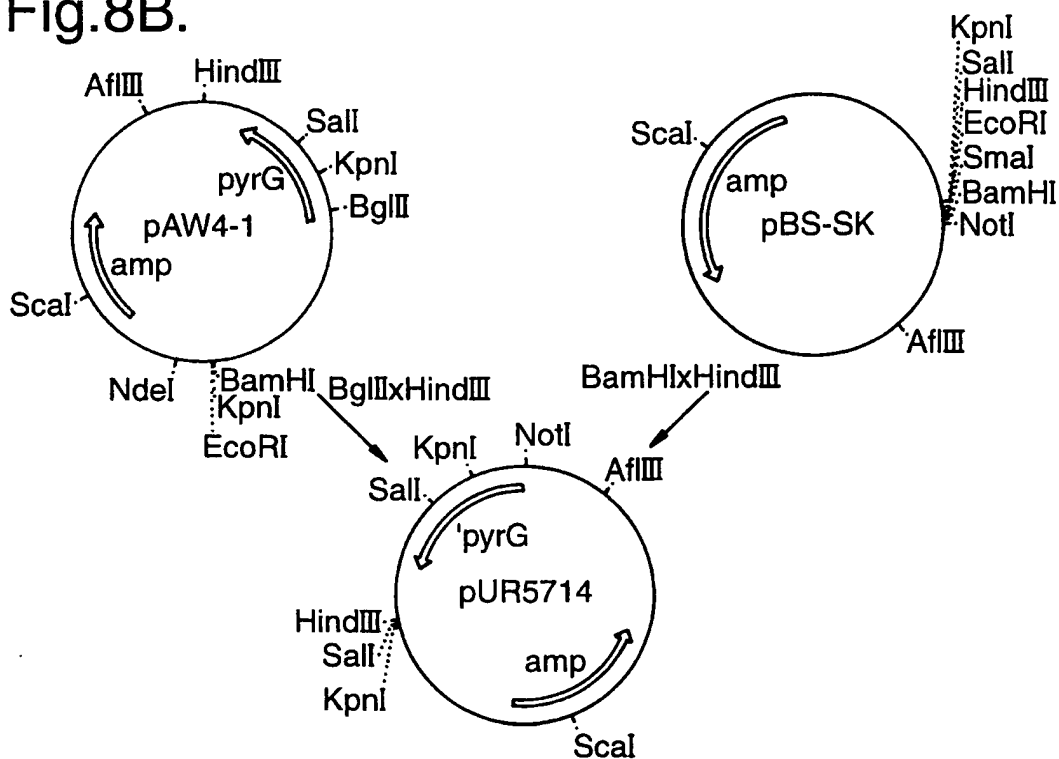 Fig.8B.
AflIII
HindIII
SalI
KpnI
BglII
pyrG
pAW4-1
amp
ScaI
NdeI
BamHI
KpnI
EcoRI
BglIIxHindIII
KpnI
SalI
HindIII
EcoRI
SmaI
BamHI
NotI
ScaI
amp
pBS-SK
AflIII
BamHIxHindIII
KpnI
NotI
AflIII
SalI
'pyrG
pUR5714
HindIII
SalI
KpnI
amp
ScaI